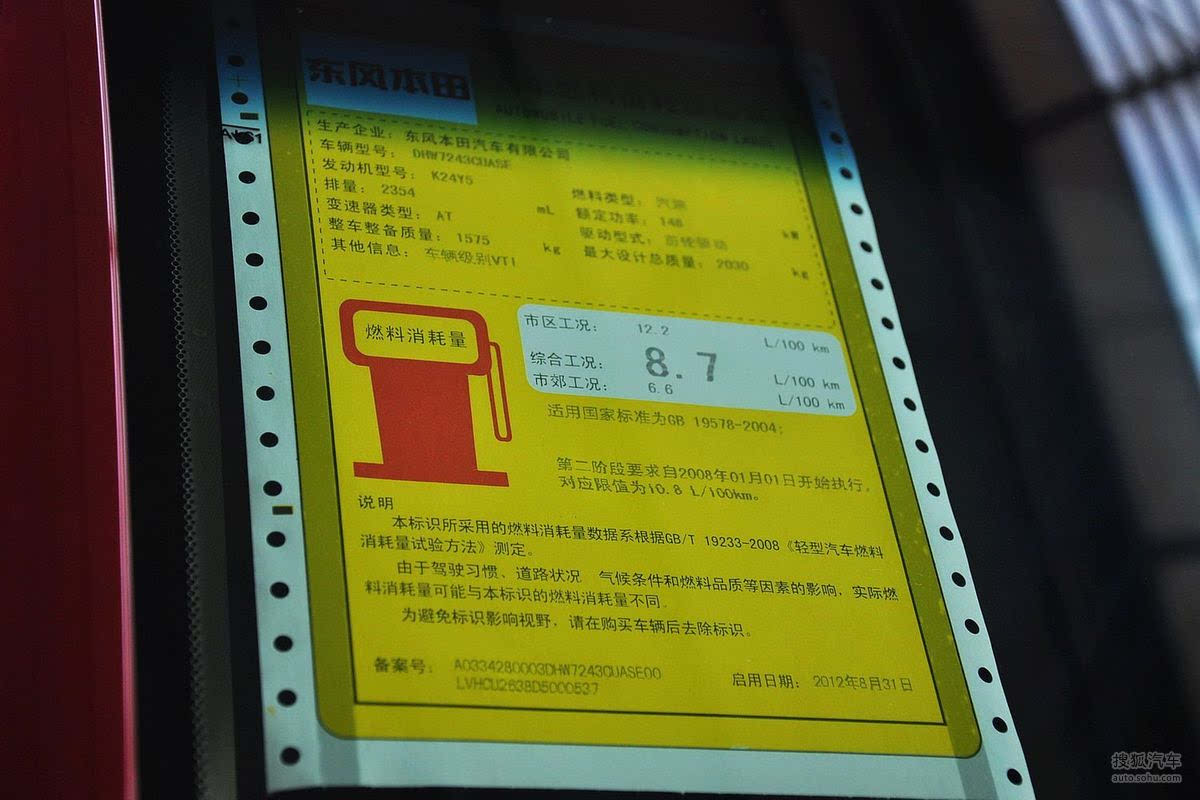 东风本田
生产企业： 东风本田汽车有限公司
车辆型号： DHW7243CUASE
发动机型号： K24Y5
燃料类型： 汽油
排量： 2354 mL
额定功率： 148 kW
变速器类型： AT
驱动型式： 前轮驱动
整车整备质量： 1575 kg
最大设计总质量： 2030 kg
其他信息： 车辆级别VTI
燃料消耗量
市区工况： 12.2 L/100 km
综合工况： 8.7 L/100 km
市郊工况： 6.6 L/100 km
适用国家标准为GB 19578-2004;
第二阶段要求自2008年01月01日开始执行，
对应限值为10.8 L/100km。
说明
本标识所采用的燃料消耗量数据系根据GB/T 19233-2008《轻型汽车燃料
消耗量试验方法》测定。
由于驾驶习惯、道路状况、气候条件和燃料品质等因素的影响，实际燃
料消耗量可能与本标识的燃料消耗量不同。
为避免标识影响视野，请在购买车辆后去除标识。
备案号： A0334280003DHW7243CUASE00
LVHCU2638D5000537
启用日期： 2012年8月31日
搜狐汽车
auto.sohu.com